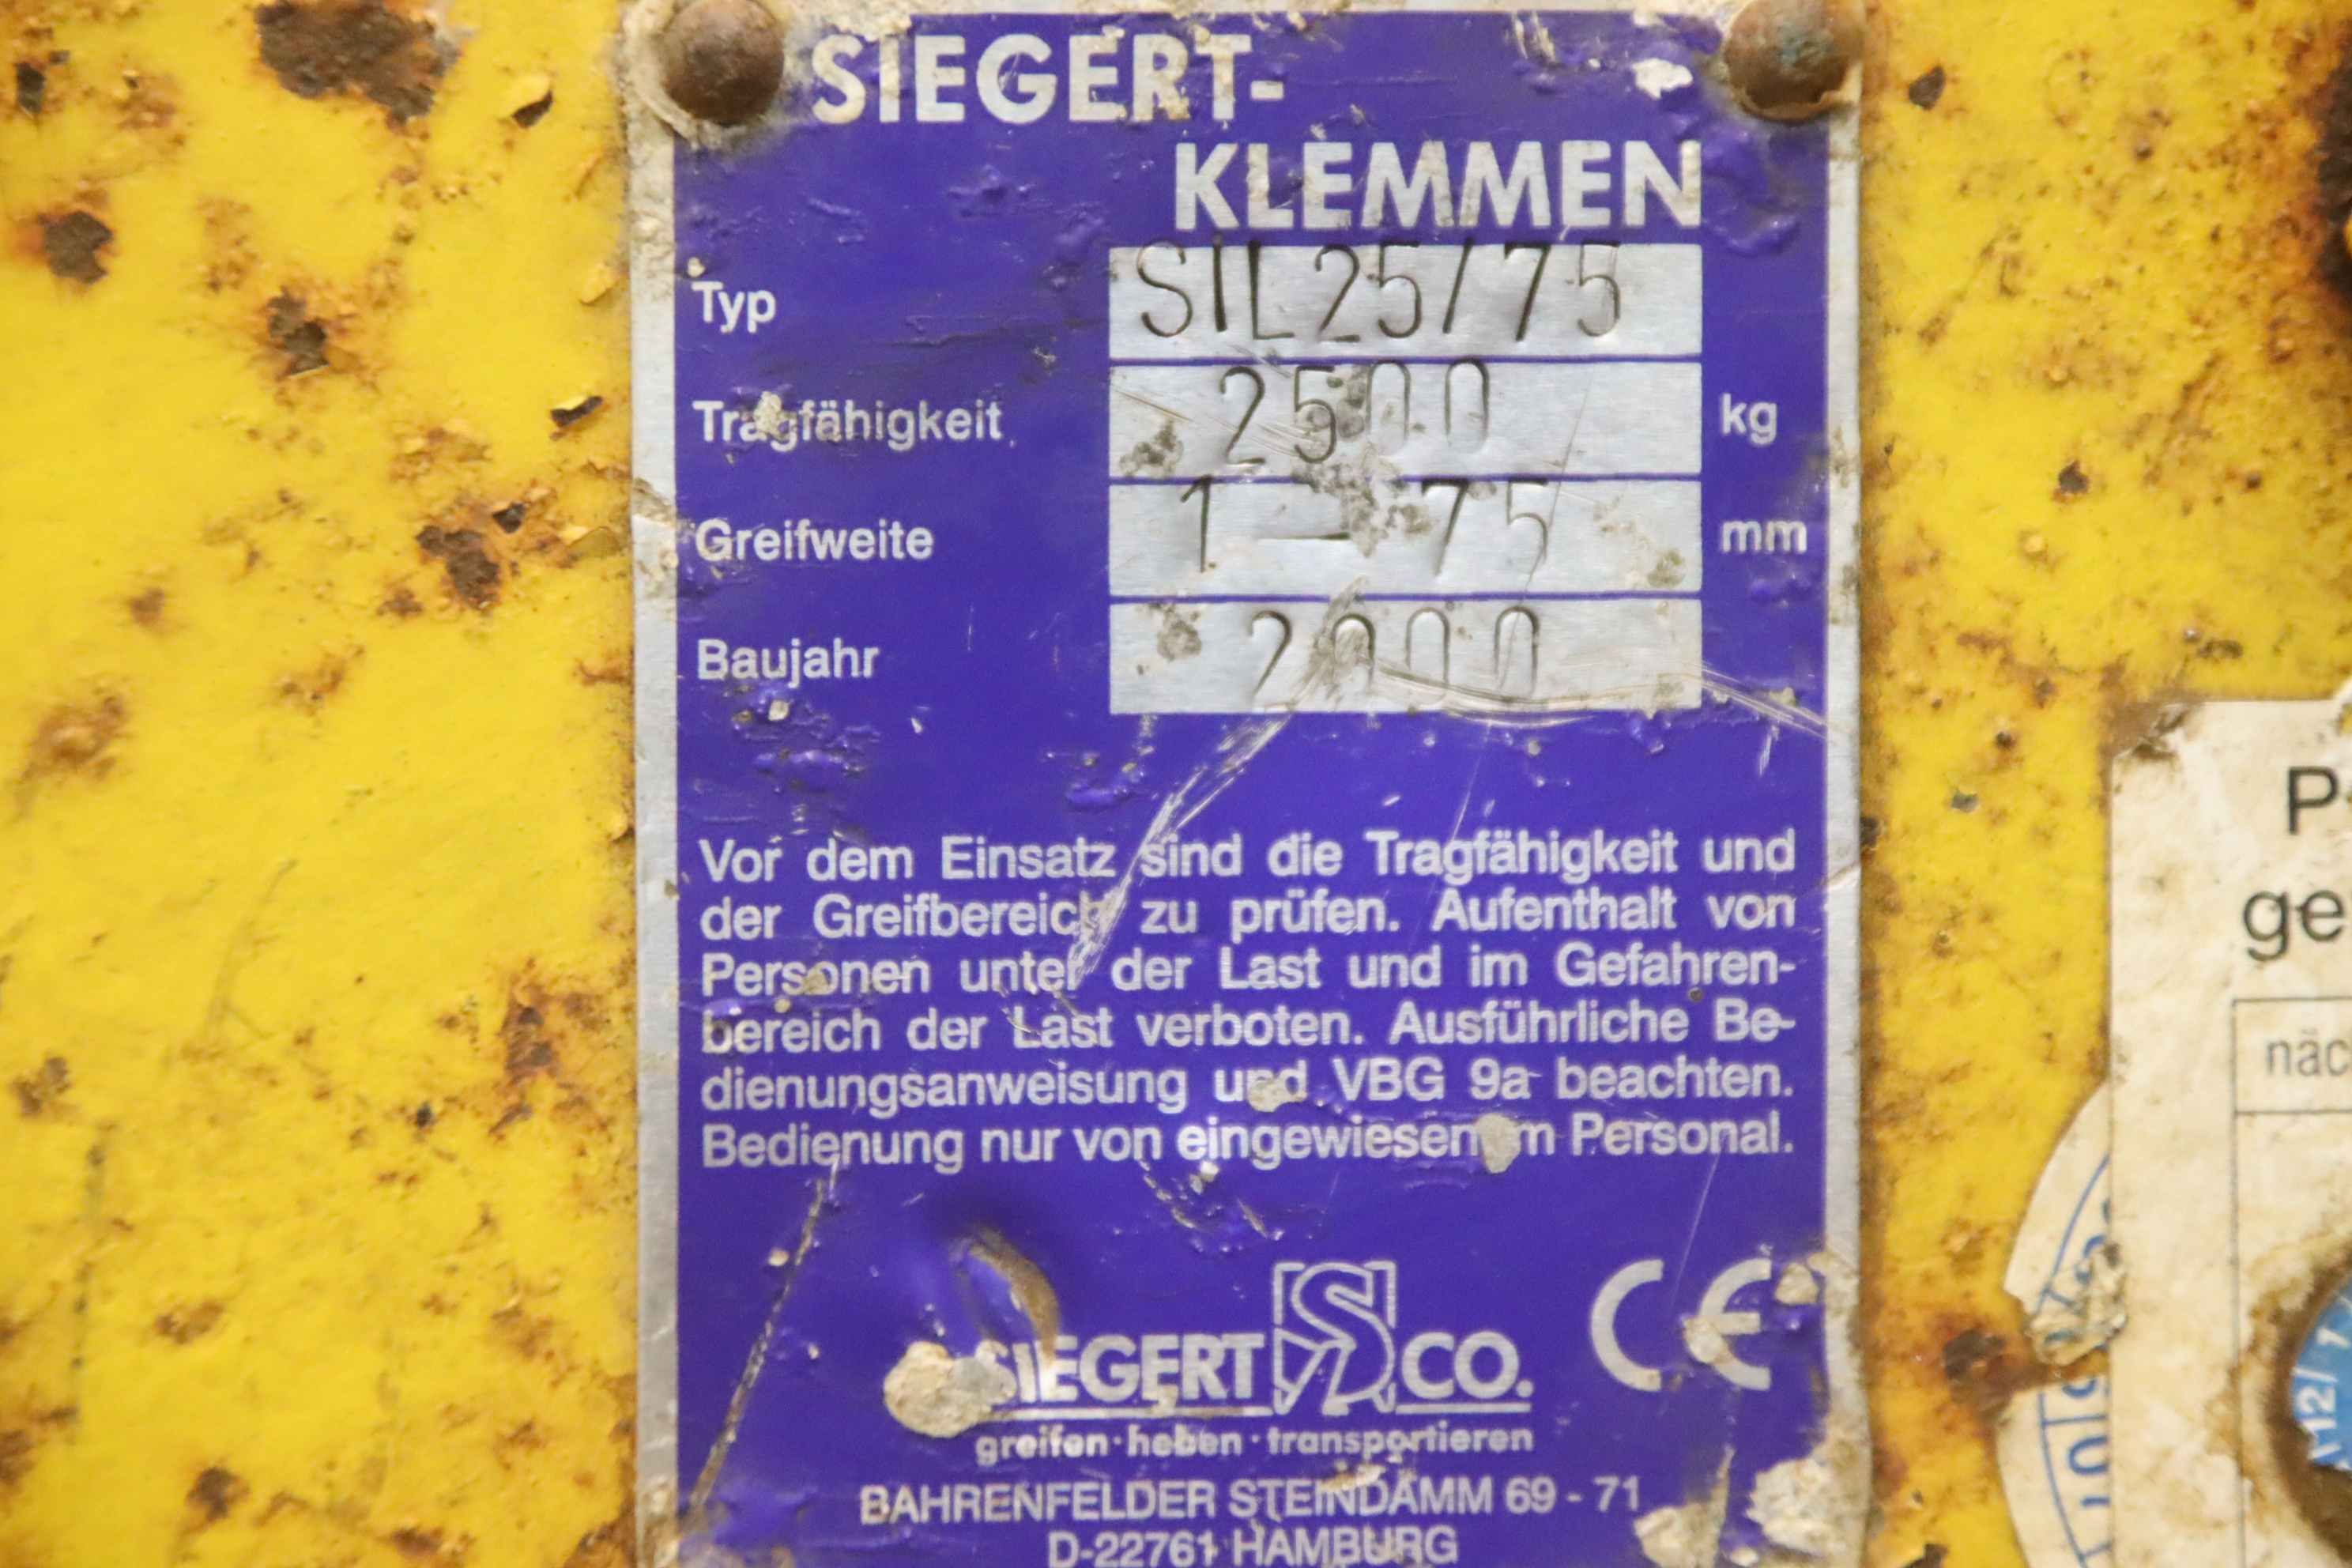 SIEGERT-
KLEMMEN
Typ SIL25/75
Tragfähigkeit 2500 kg
Greifweite 1 – 75 mm
Baujahr 2000
Vor dem Einsatz sind die Tragfähigkeit und
der Greifbereich zu prüfen. Aufenthalt von
Personen unter der Last und im Gefahren-
bereich der Last verboten. Ausführliche Be-
dienungsanweisung und VBG 9a beachten.
Bedienung nur von eingewiesenem Personal.
SIEGERT S CO.
CE
greifen·heben·transportieren
BAHRENFELDER STEINDAMM 69 - 71
D-22761 HAMBURG
ge
näc